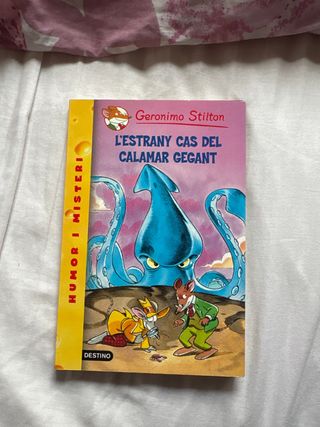 Geronimo Stilton
L'ESTRANY CAS DEL
CALAMAR GEGANT
HUMOR I MISTERI
DESTINO